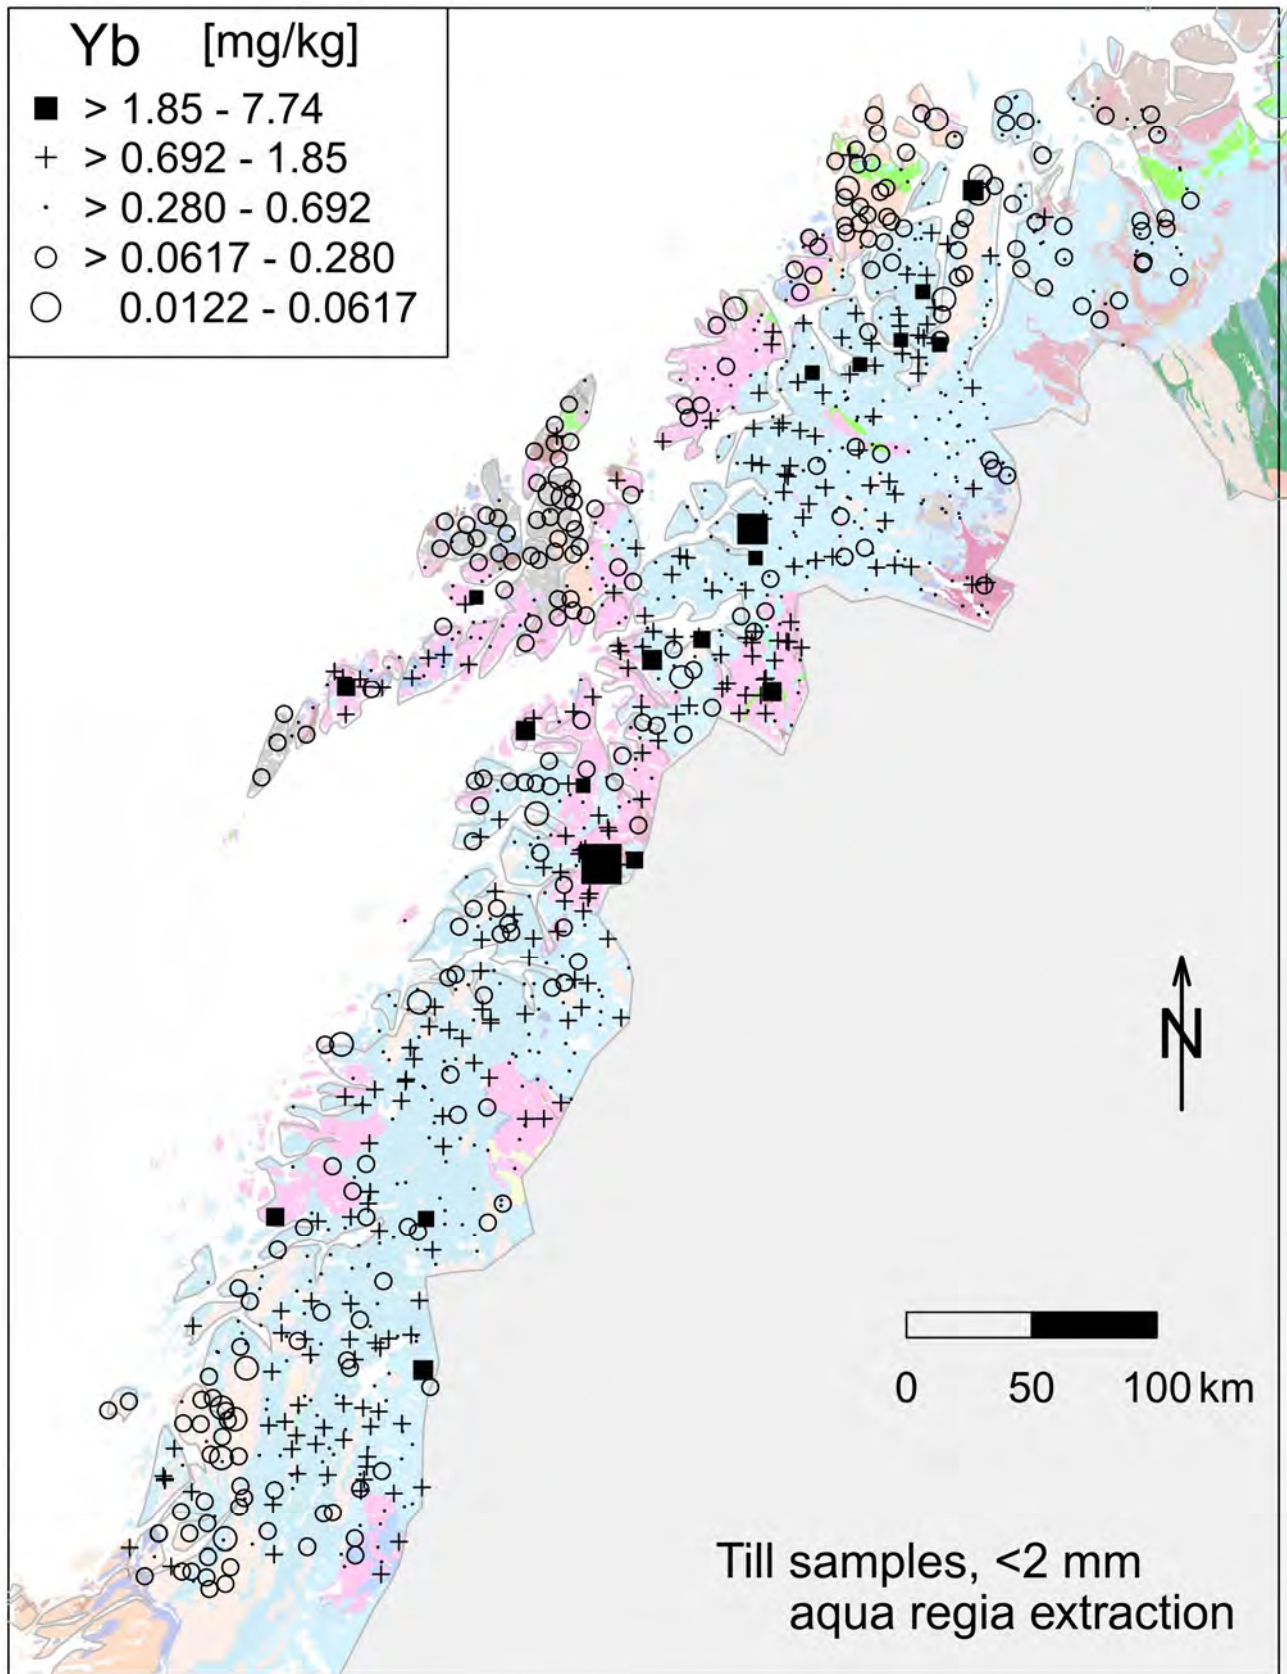 Yb [mg/kg]
> 1.85 - 7.74
> 0.692 - 1.85
> 0.280 - 0.692
> 0.0617 - 0.280
0.0122 - 0.0617
N
0 50 100 km
Till samples, <2 mm
aqua regia extraction